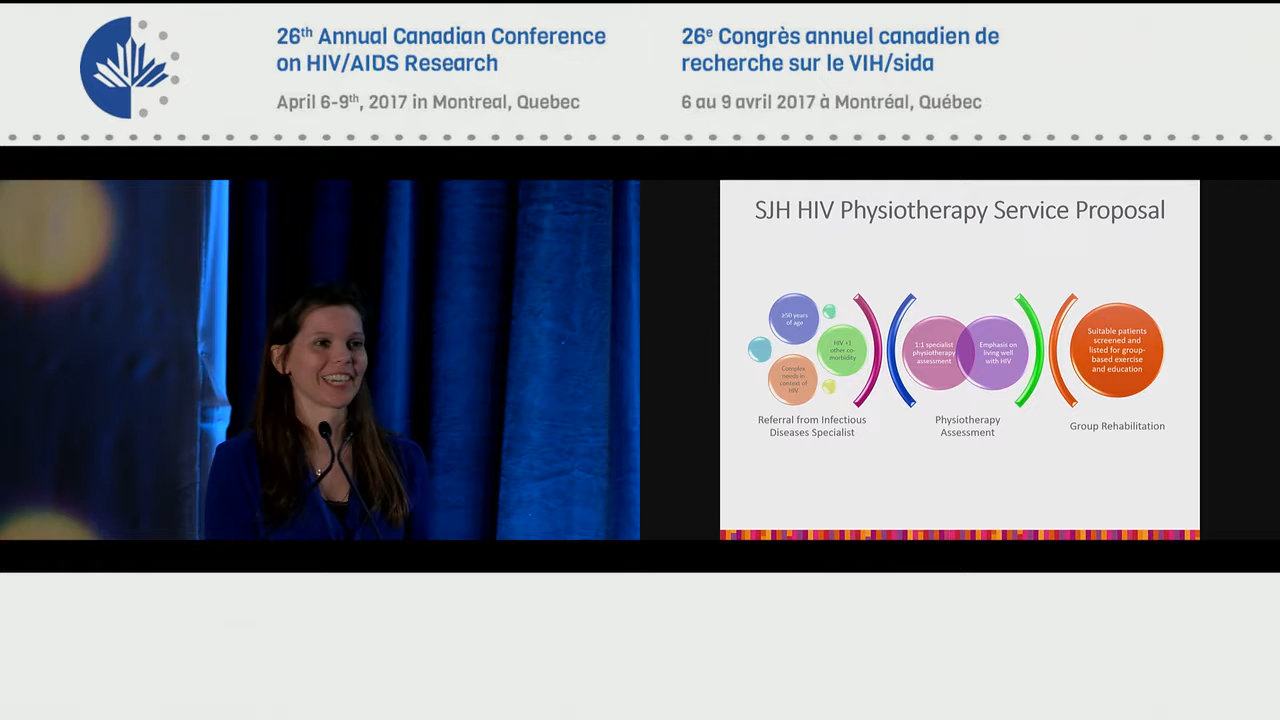 26th Annual Canadian Conference
on HIV/AIDS Research
April 6-9th, 2017 in Montreal, Quebec
26e Congrès annuel canadien de
recherche sur le VIH/sida
6 au 9 avril 2017 à Montréal, Québec
SJH HIV Physiotherapy Service Proposal
≥50 years
of age
HIV +1
other co-
morbidity
Complex
needs in
context of
HIV
Referral from Infectious
Diseases Specialist
1:1 specialist
physiotherapy
assessment
Emphasis on
living well
with HIV
Physiotherapy
Assessment
Suitable patients
screened and
listed for group-
based exercise
and education
Group Rehabilitation